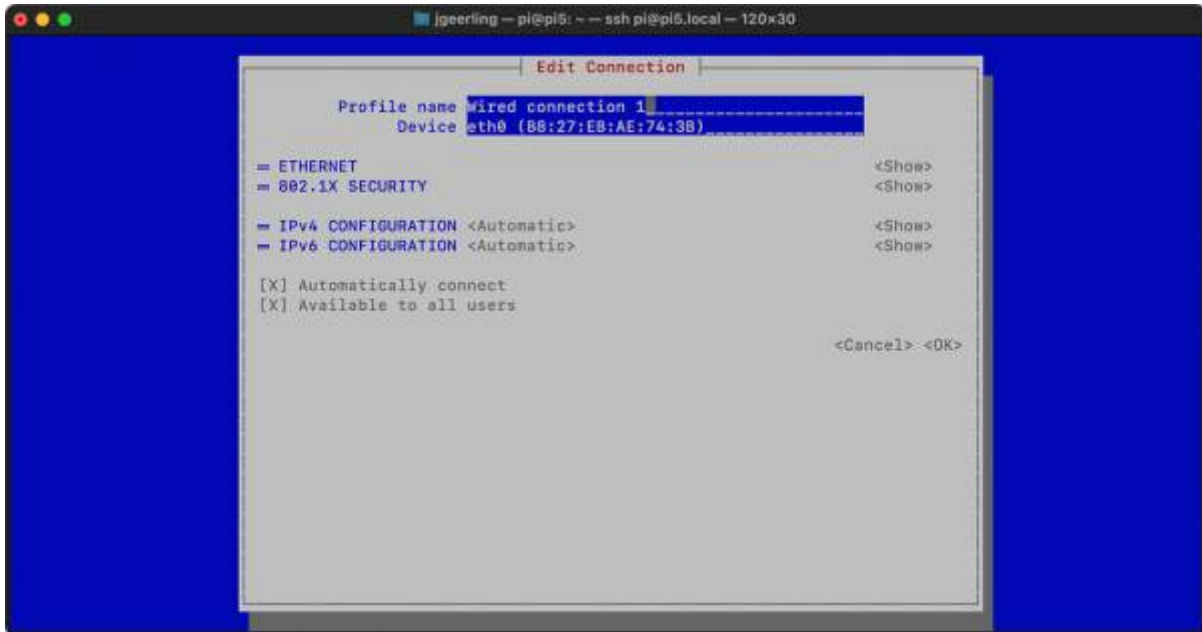 jgeerling — pi@pi5: ~ — ssh pi@pi5.local — 120×30
Edit Connection
Profile name Wired connection 1
Device eth0 (B8:27:EB:AE:74:3B)
ETHERNET <Show>
802.1X SECURITY <Show>
IPv4 CONFIGURATION <Automatic> <Show>
IPv6 CONFIGURATION <Automatic> <Show>
[X] Automatically connect
[X] Available to all users
<Cancel> <OK>